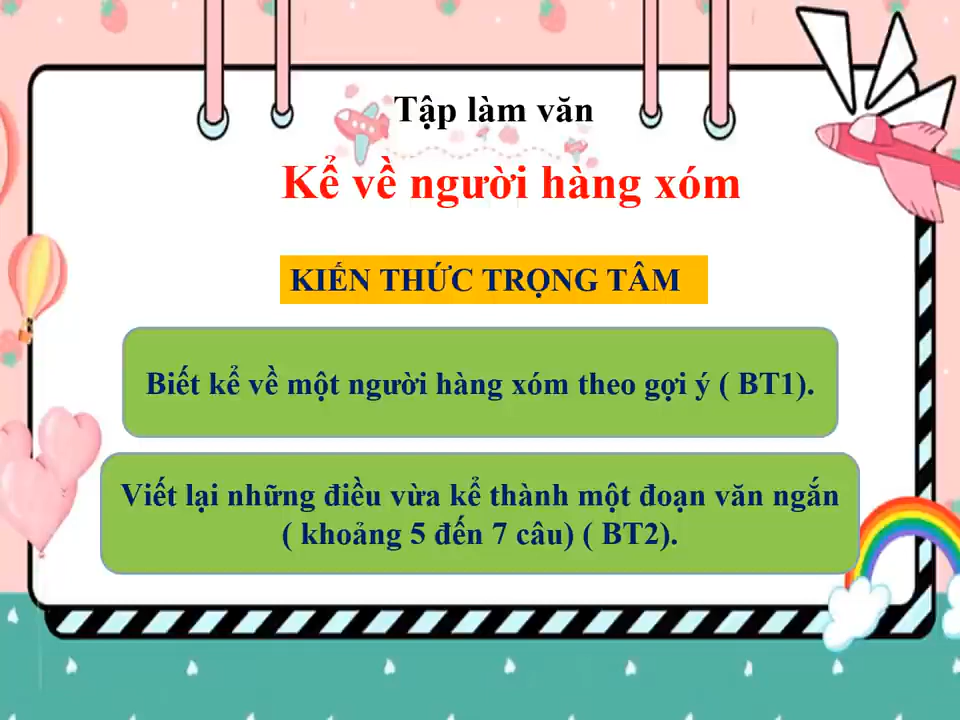 Tập làm văn
Kể về người hàng xóm
KIẾN THỨC TRỌNG TÂM
Biết kể về một người hàng xóm theo gợi ý ( BT1).
Viết lại những điều vừa kể thành một đoạn văn ngắn
( khoảng 5 đến 7 câu) ( BT2).